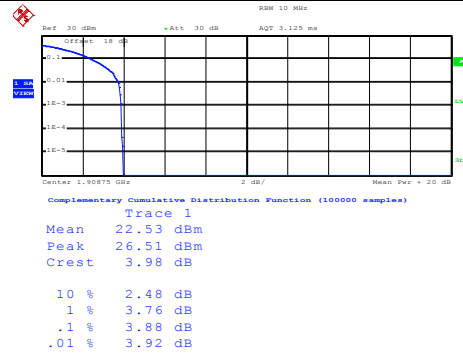 RBW 10 MHz
Ref 30 dBm Att 30 dB AQT 3.125 ms
Offset 18 dB
0.1
1 SA
VIEW
0.01
1E-3
1E-4
1E-5
Center 1.90875 GHz 2 dB/ Mean Pwr + 20 dB
Complementary Cumulative Distribution Function (100000 samples)
Trace 1
Mean 22.53 dBm
Peak 26.51 dBm
Crest 3.98 dB
10 % 2.48 dB
1 % 3.76 dB
.1 % 3.88 dB
.01 % 3.92 dB